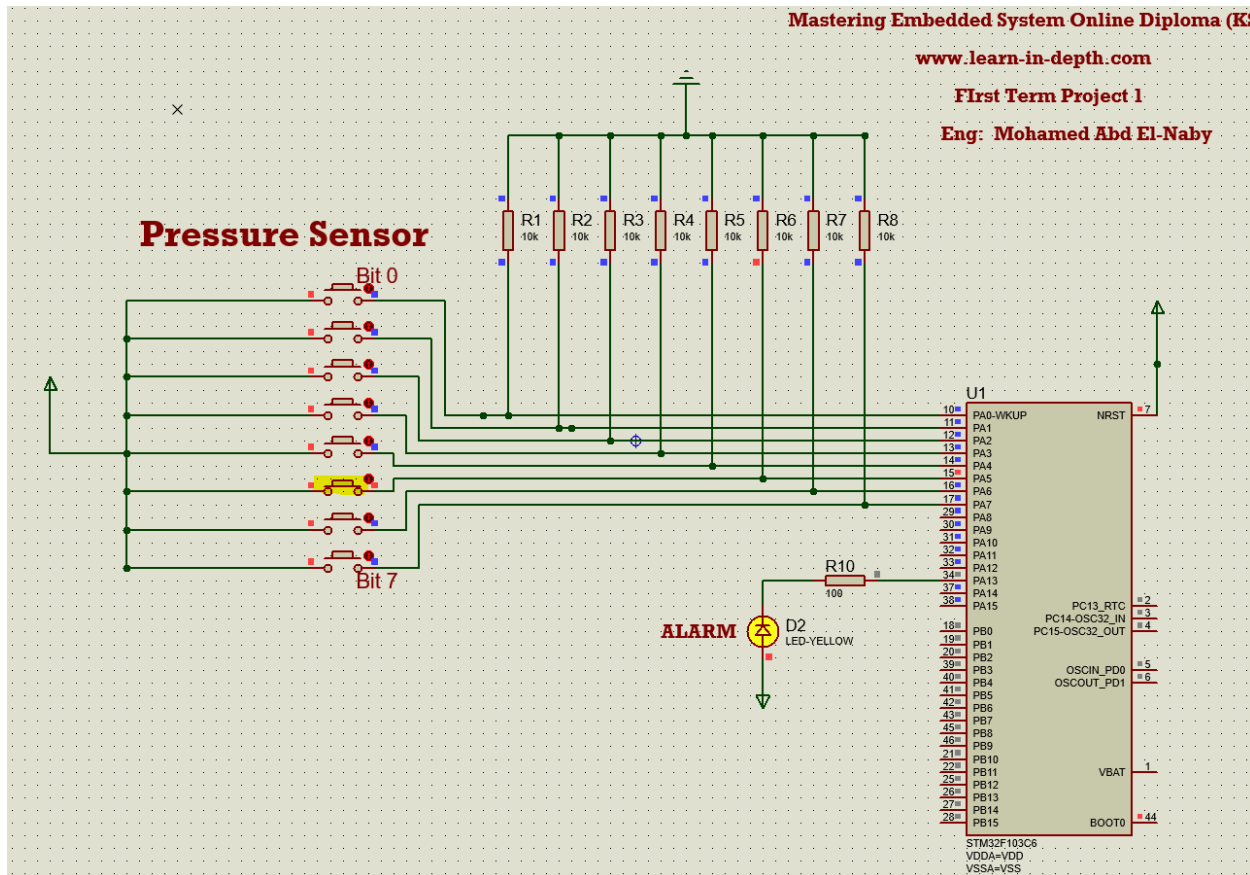 Mastering Embedded System Online Diploma (KS
www.learn-in-depth.com
FIrst Term Project 1
Eng: Mohamed Abd El-Naby
Pressure Sensor
Bit 0
Bit 7
R1
10k
R2
10k
R3
10k
R4
10k
R5
10k
R6
10k
R7
10k
R8
10k
R10
100
ALARM
D2
LED-YELLOW
U1
10 PA0-WKUP
11 PA1
12 PA2
13 PA3
14 PA4
15 PA5
16 PA6
17 PA7
29 PA8
30 PA9
31 PA10
32 PA11
33 PA12
34 PA13
37 PA14
38 PA15
18 PB0
19 PB1
20 PB2
39 PB3
40 PB4
41 PB5
42 PB6
43 PB7
45 PB8
46 PB9
21 PB10
22 PB11
25 PB12
26 PB13
27 PB14
28 PB15
NRST 7
PC13_RTC 2
PC14-OSC32_IN 3
PC15-OSC32_OUT 4
OSCIN_PD0 5
OSCOUT_PD1 6
VBAT 1
BOOT0 44
STM32F103C6
VDDA=VDD
VSSA=VSS